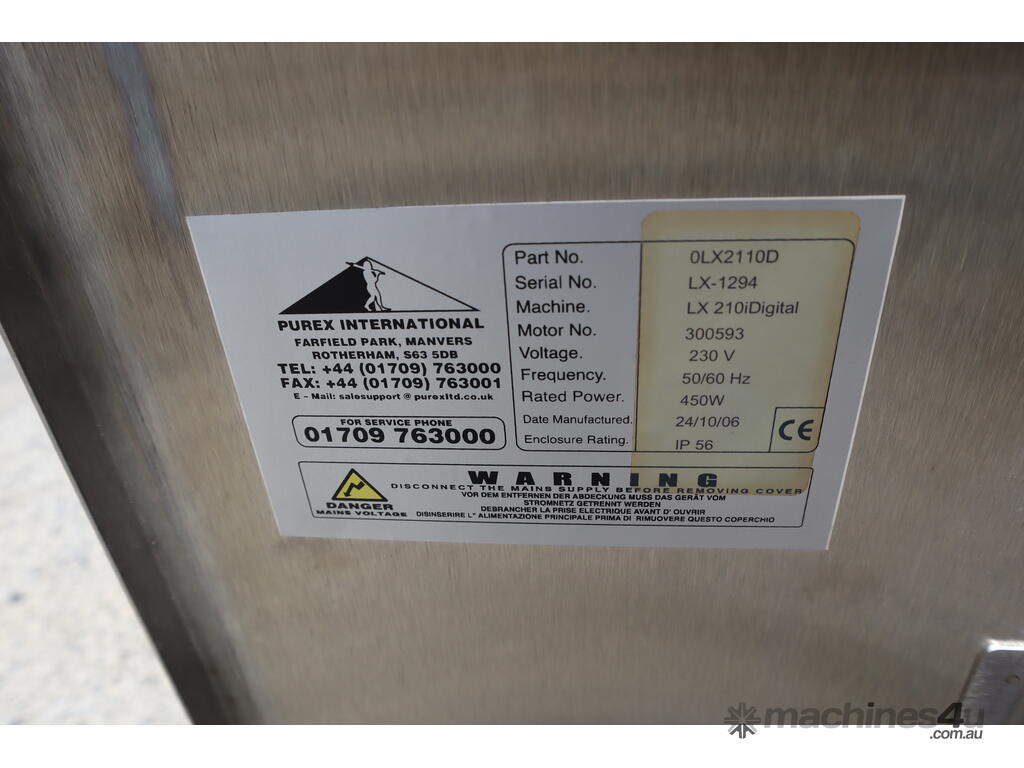 PUREX INTERNATIONAL
FARFIELD PARK, MANVERS
ROTHERHAM, S63 5DB
TEL: +44 (01709) 763000
FAX: +44 (01709) 763001
E - Mail: salesupport @ purexltd.co.uk
FOR SERVICE PHONE
01709 763000
Part No. 0LX2110D
Serial No. LX-1294
Machine. LX 210iDigital
Motor No. 300593
Voltage. 230 V
Frequency. 50/60 Hz
Rated Power. 450W
Date Manufactured. 24/10/06
Enclosure Rating. IP 56
CE
DANGER
MAINS VOLTAGE
WARNING
DISCONNECT THE MAINS SUPPLY BEFORE REMOVING COVER
VOR DEM ENTFERNEN DER ABDECKUNG MUSS DAS GERÄT VOM
STROMNETZ GETRENNT WERDEN
DEBRANCHER LA PRISE ELECTRIQUE AVANT D' OUVRIR
DISINSERIRE L' ALIMENTAZIONE PRINCIPALE PRIMA DI RIMUOVERE QUESTO COPERCHIO
machines4u
.com.au